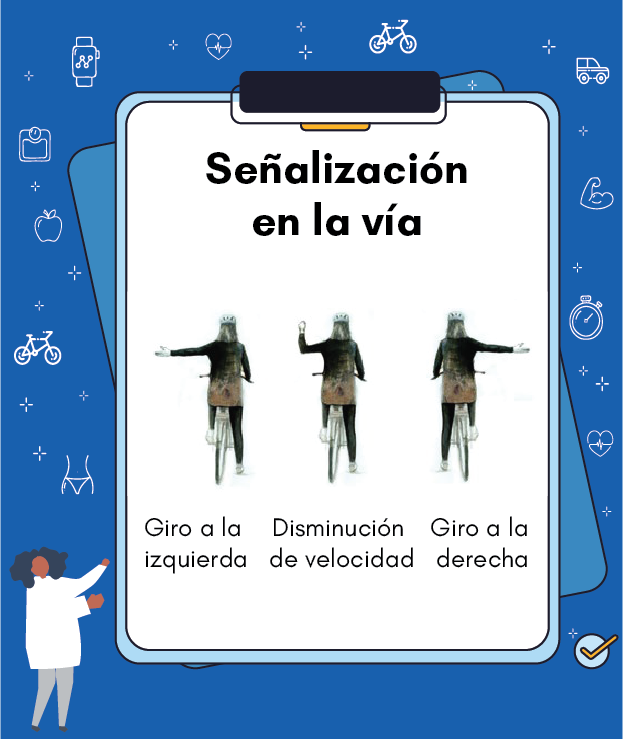 Señalización
en la vía
Giro a la
izquierda
Disminución
de velocidad
Giro a la
derecha